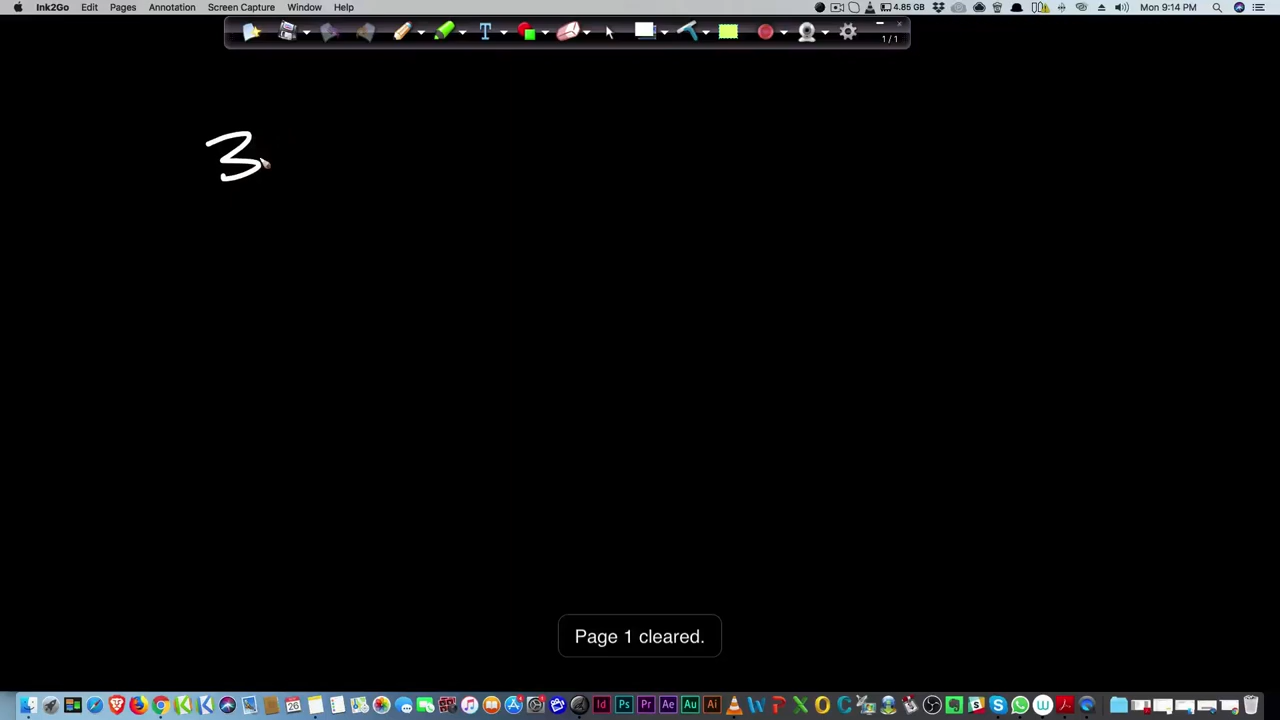 Ink2Go Edit Pages Annotation Screen Capture Window Help 4.85 GB Mon 9:14 PM
1/1
3
Page 1 cleared.